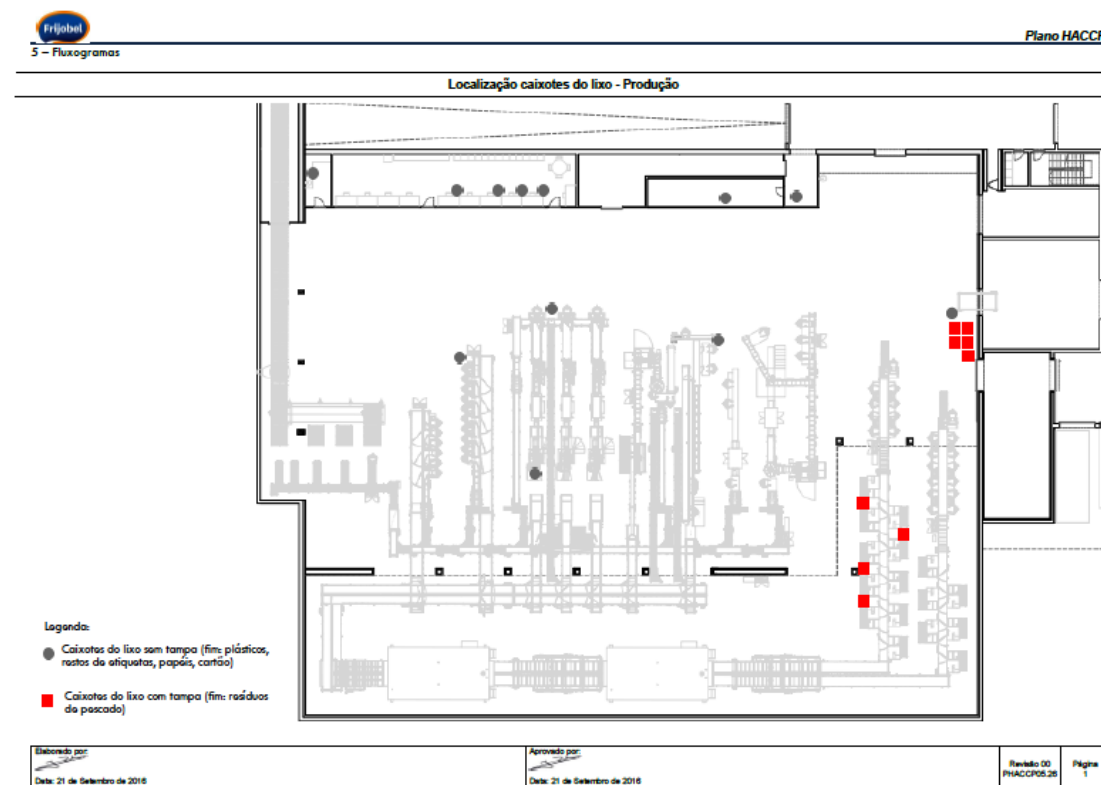 Frijobel
Plano HACCP
5 – Fluxogramas
Localização caixotes do lixo - Produção
Legenda:
Caixotes do lixo sem tampa (fim: plásticos,
restos de etiquetas, papéis, cartão)
Caixotes do lixo com tampa (fim: resíduos
de pescado)
Elaborado por:
Data: 21 de Setembro de 2016
Aprovado por:
Data: 21 de Setembro de 2016
Revisão 00
PHACCP05.26
Página
1